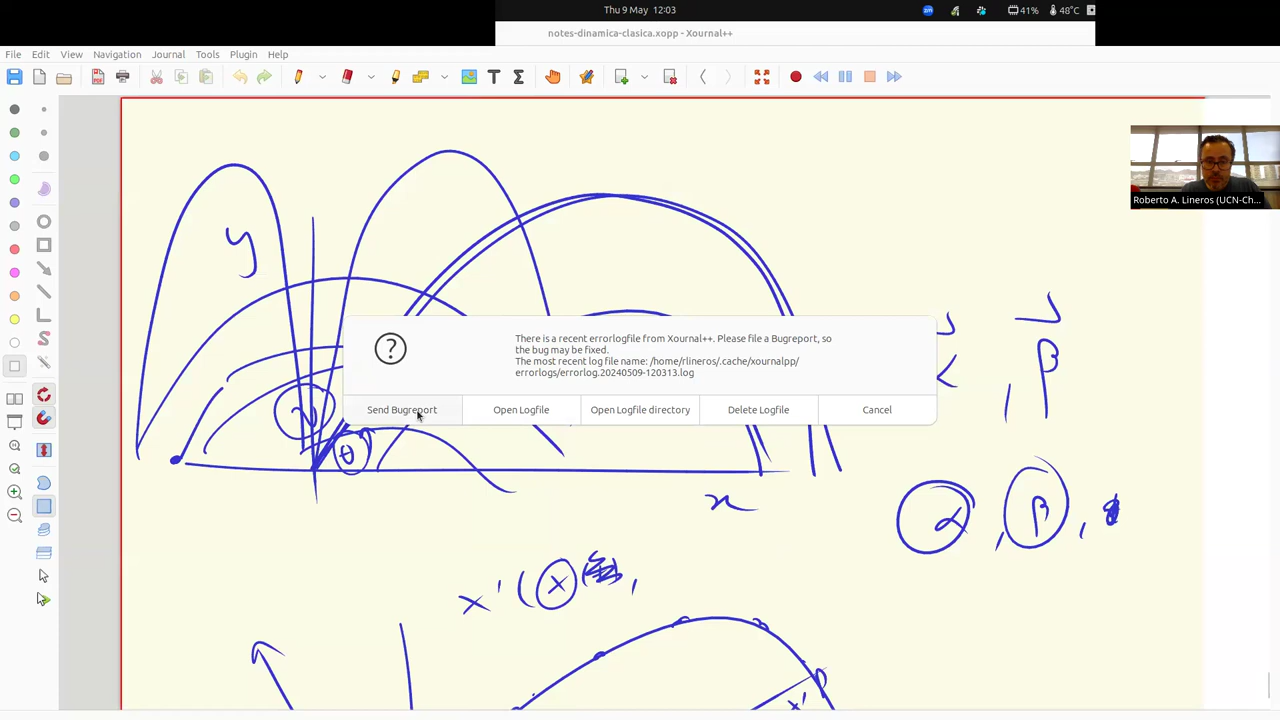 Thu 9 May 12:03
41%
48°C
notes-dinamica-clasica.xopp - Xournal++
File Edit View Navigation Journal Tools Plugin Help
Roberto A. Lineros (UCN-Ch...
y
There is a recent errorlogfile from Xournal++. Please file a Bugreport, so
the bug may be fixed.
The most recent log file name: /home/rlineros/.cache/xournalpp/
errorlogs/errorlog.20240509-120313.log
Send Bugreport
Open Logfile
Open Logfile directory
Delete Logfile
Cancel
α, β
θ
x
α, β,
x'(x,
x'